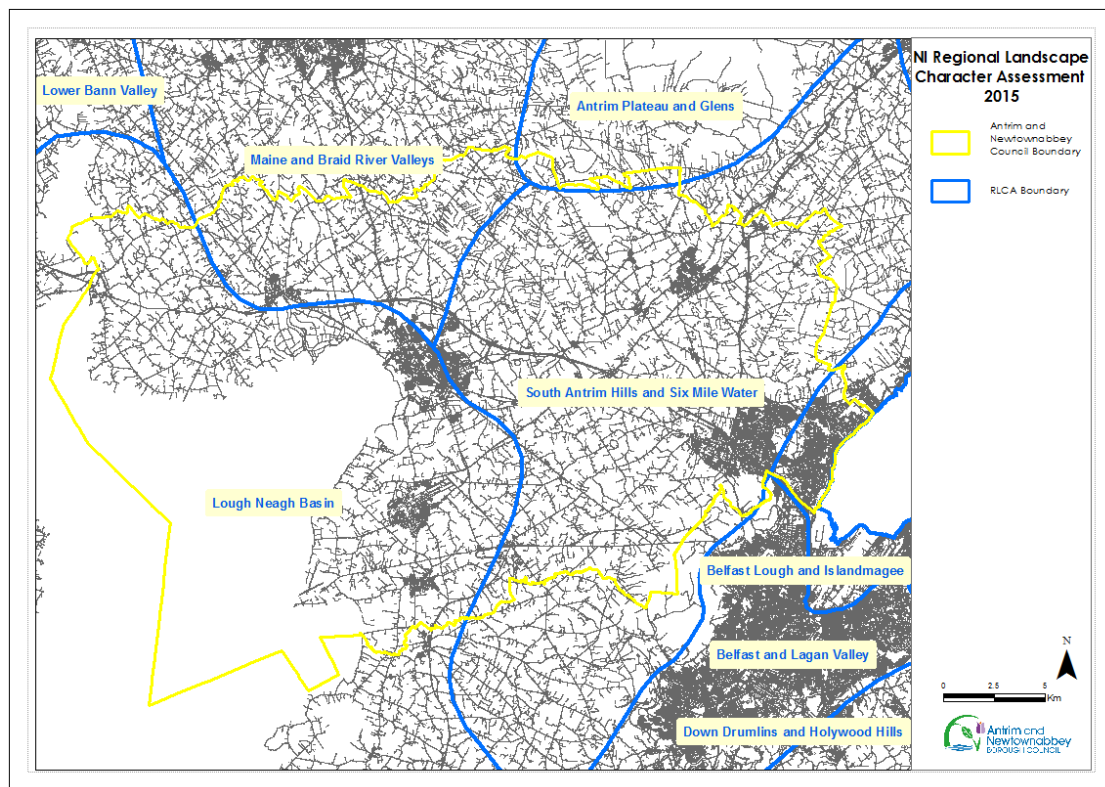 NI Regional Landscape
Character Assessment
2015
Antrim and
Newtownabbey
Council Boundary
RLCA Boundary
Lower Bann Valley
Antrim Plateau and Glens
Maine and Braid River Valleys
South Antrim Hills and Six Mile Water
Lough Neagh Basin
Belfast Lough and Islandmagee
Belfast and Lagan Valley
Down Drumlins and Holywood Hills
N
0 2.5 5
Km
Antrim and
Newtownabbey
BOROUGH COUNCIL